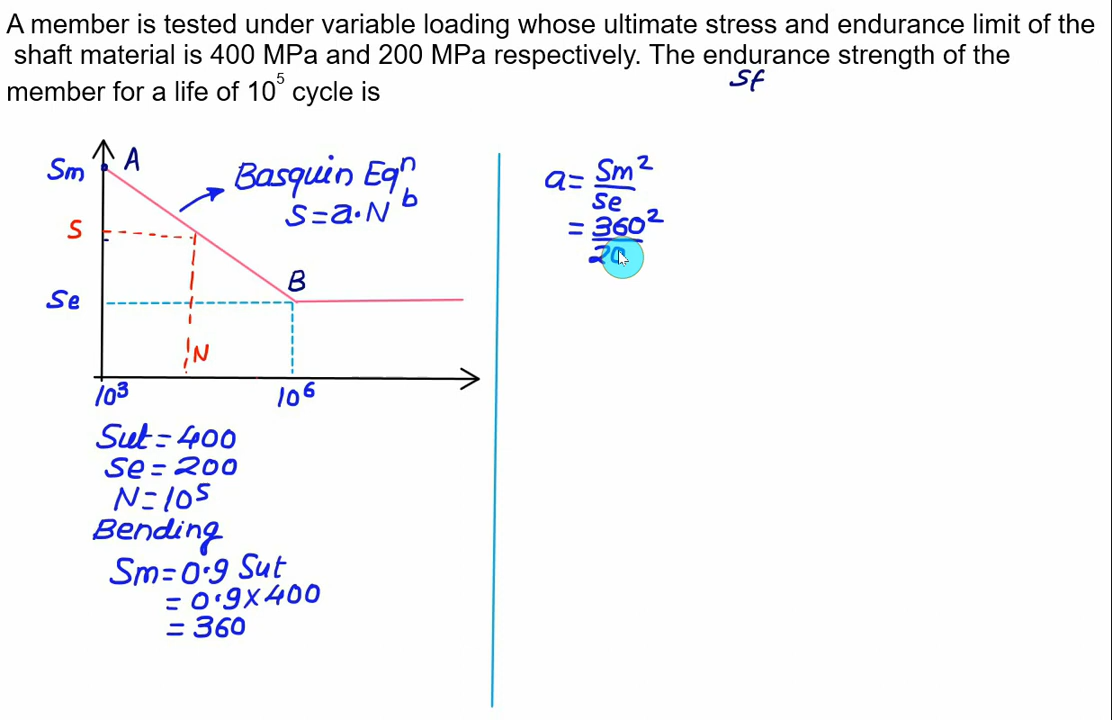 A member is tested under variable loading whose ultimate stress and endurance limit of the
shaft material is 400 MPa and 200 MPa respectively. The endurance strength of the
Sf
member for a life of 10⁵ cycle is
Sm
A
Basquin Eqⁿ
S=a·Nᵇ
S
B
Se
N
10³
10⁶
Sut=400
Se=200
N=10⁵
Bending
Sm=0.9 Sut
=0.9×400
=360
a=Sm²
Se
=360²
20